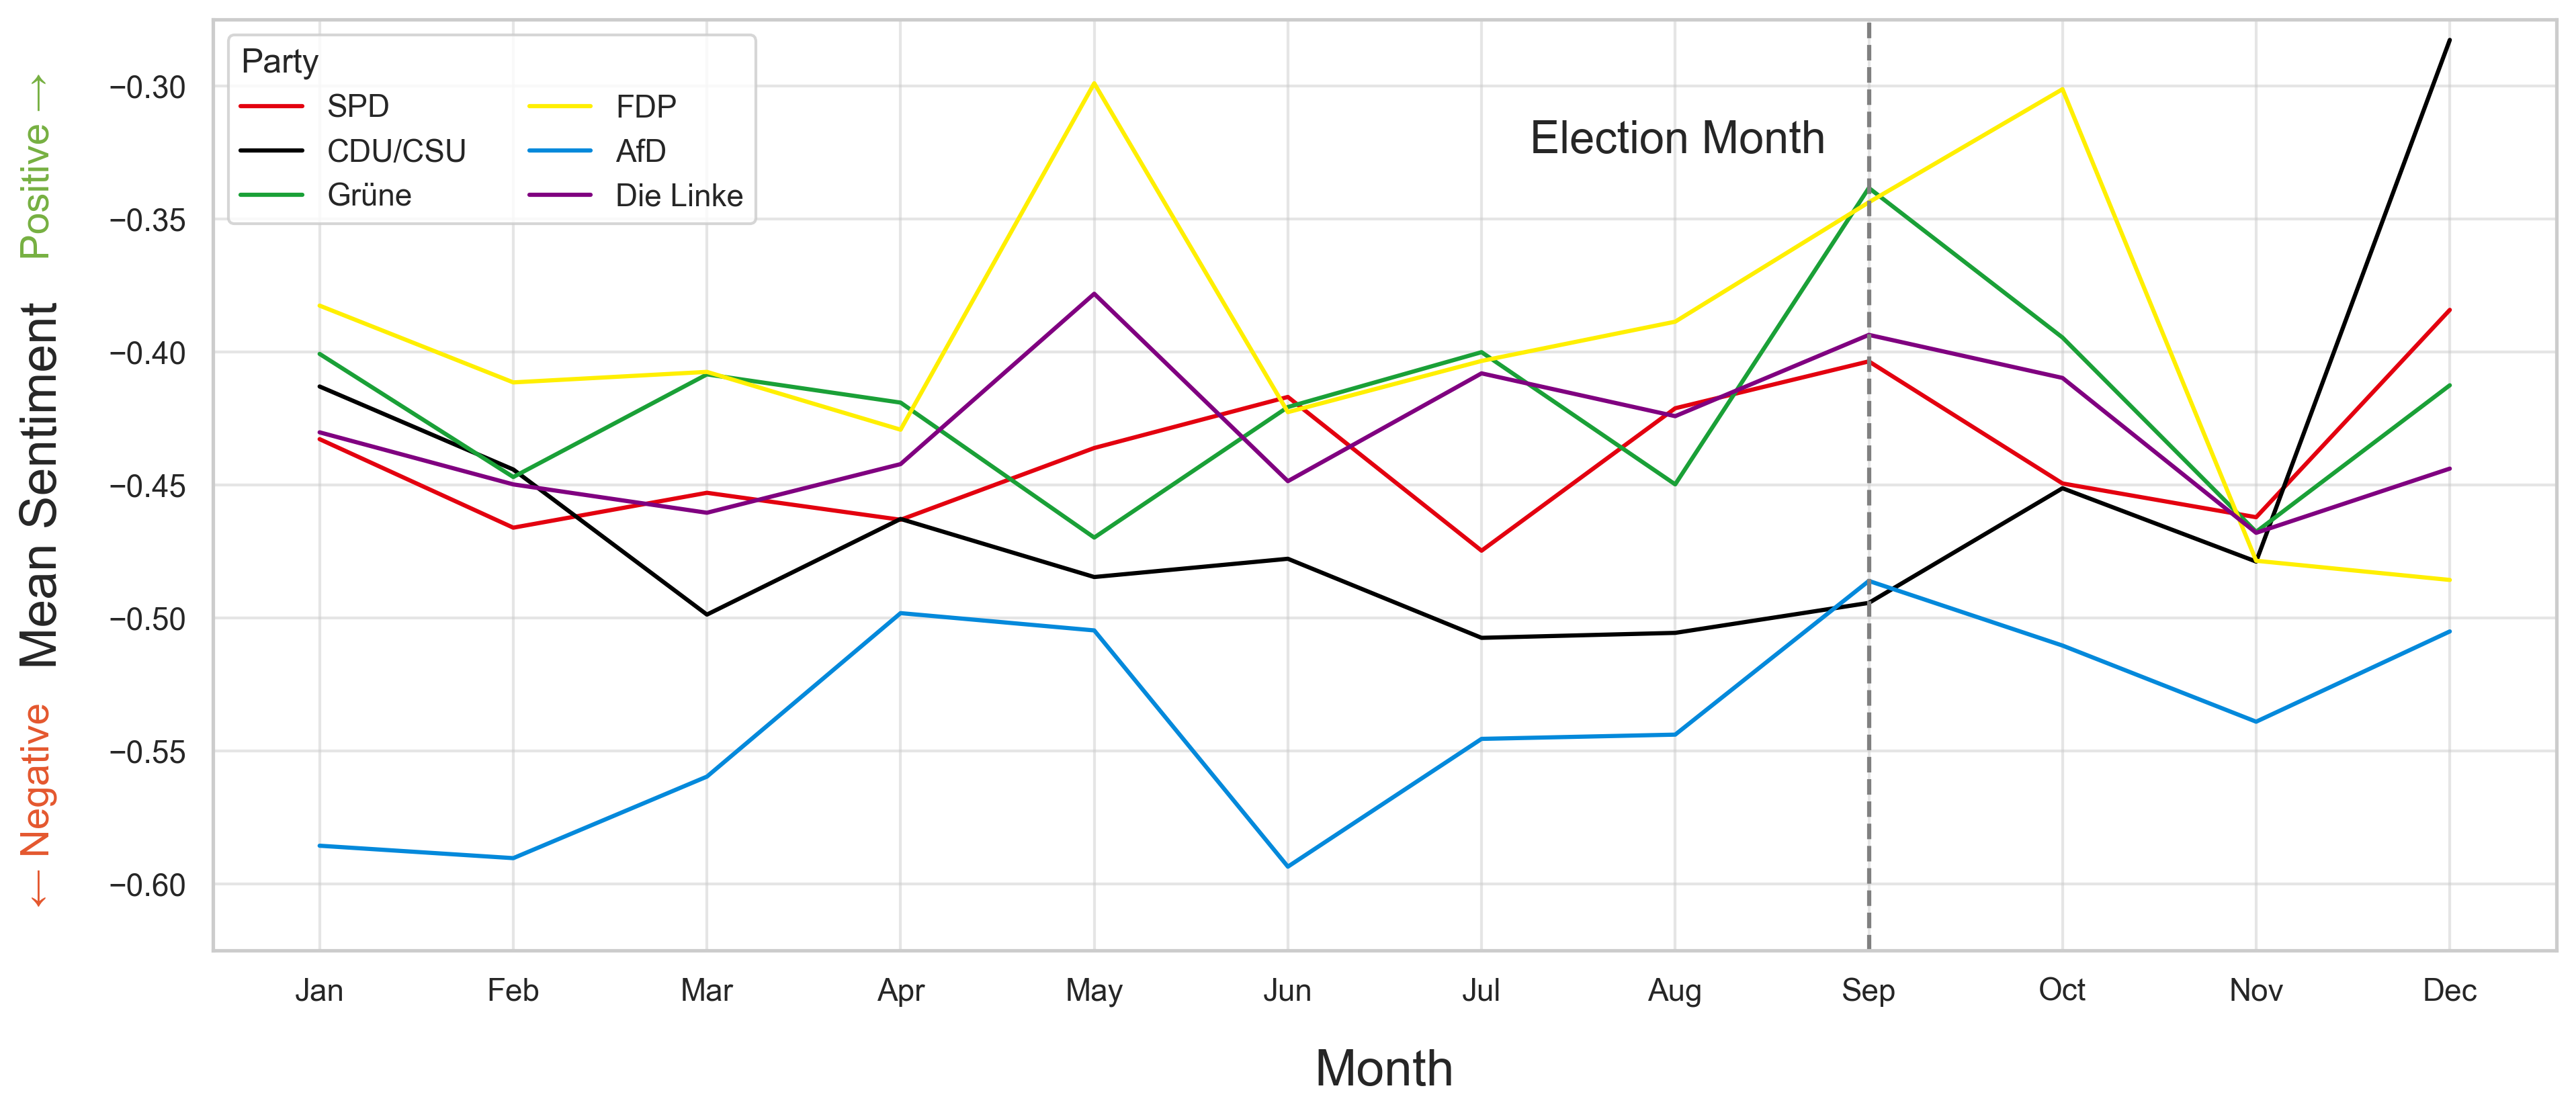 Party
SPD
CDU/CSU
Grüne
FDP
AfD
Die Linke
Election Month
← Negative Mean Sentiment Positive →
−0.30
−0.35
−0.40
−0.45
−0.50
−0.55
−0.60
Jan Feb Mar Apr May Jun Jul Aug Sep Oct Nov Dec
Month